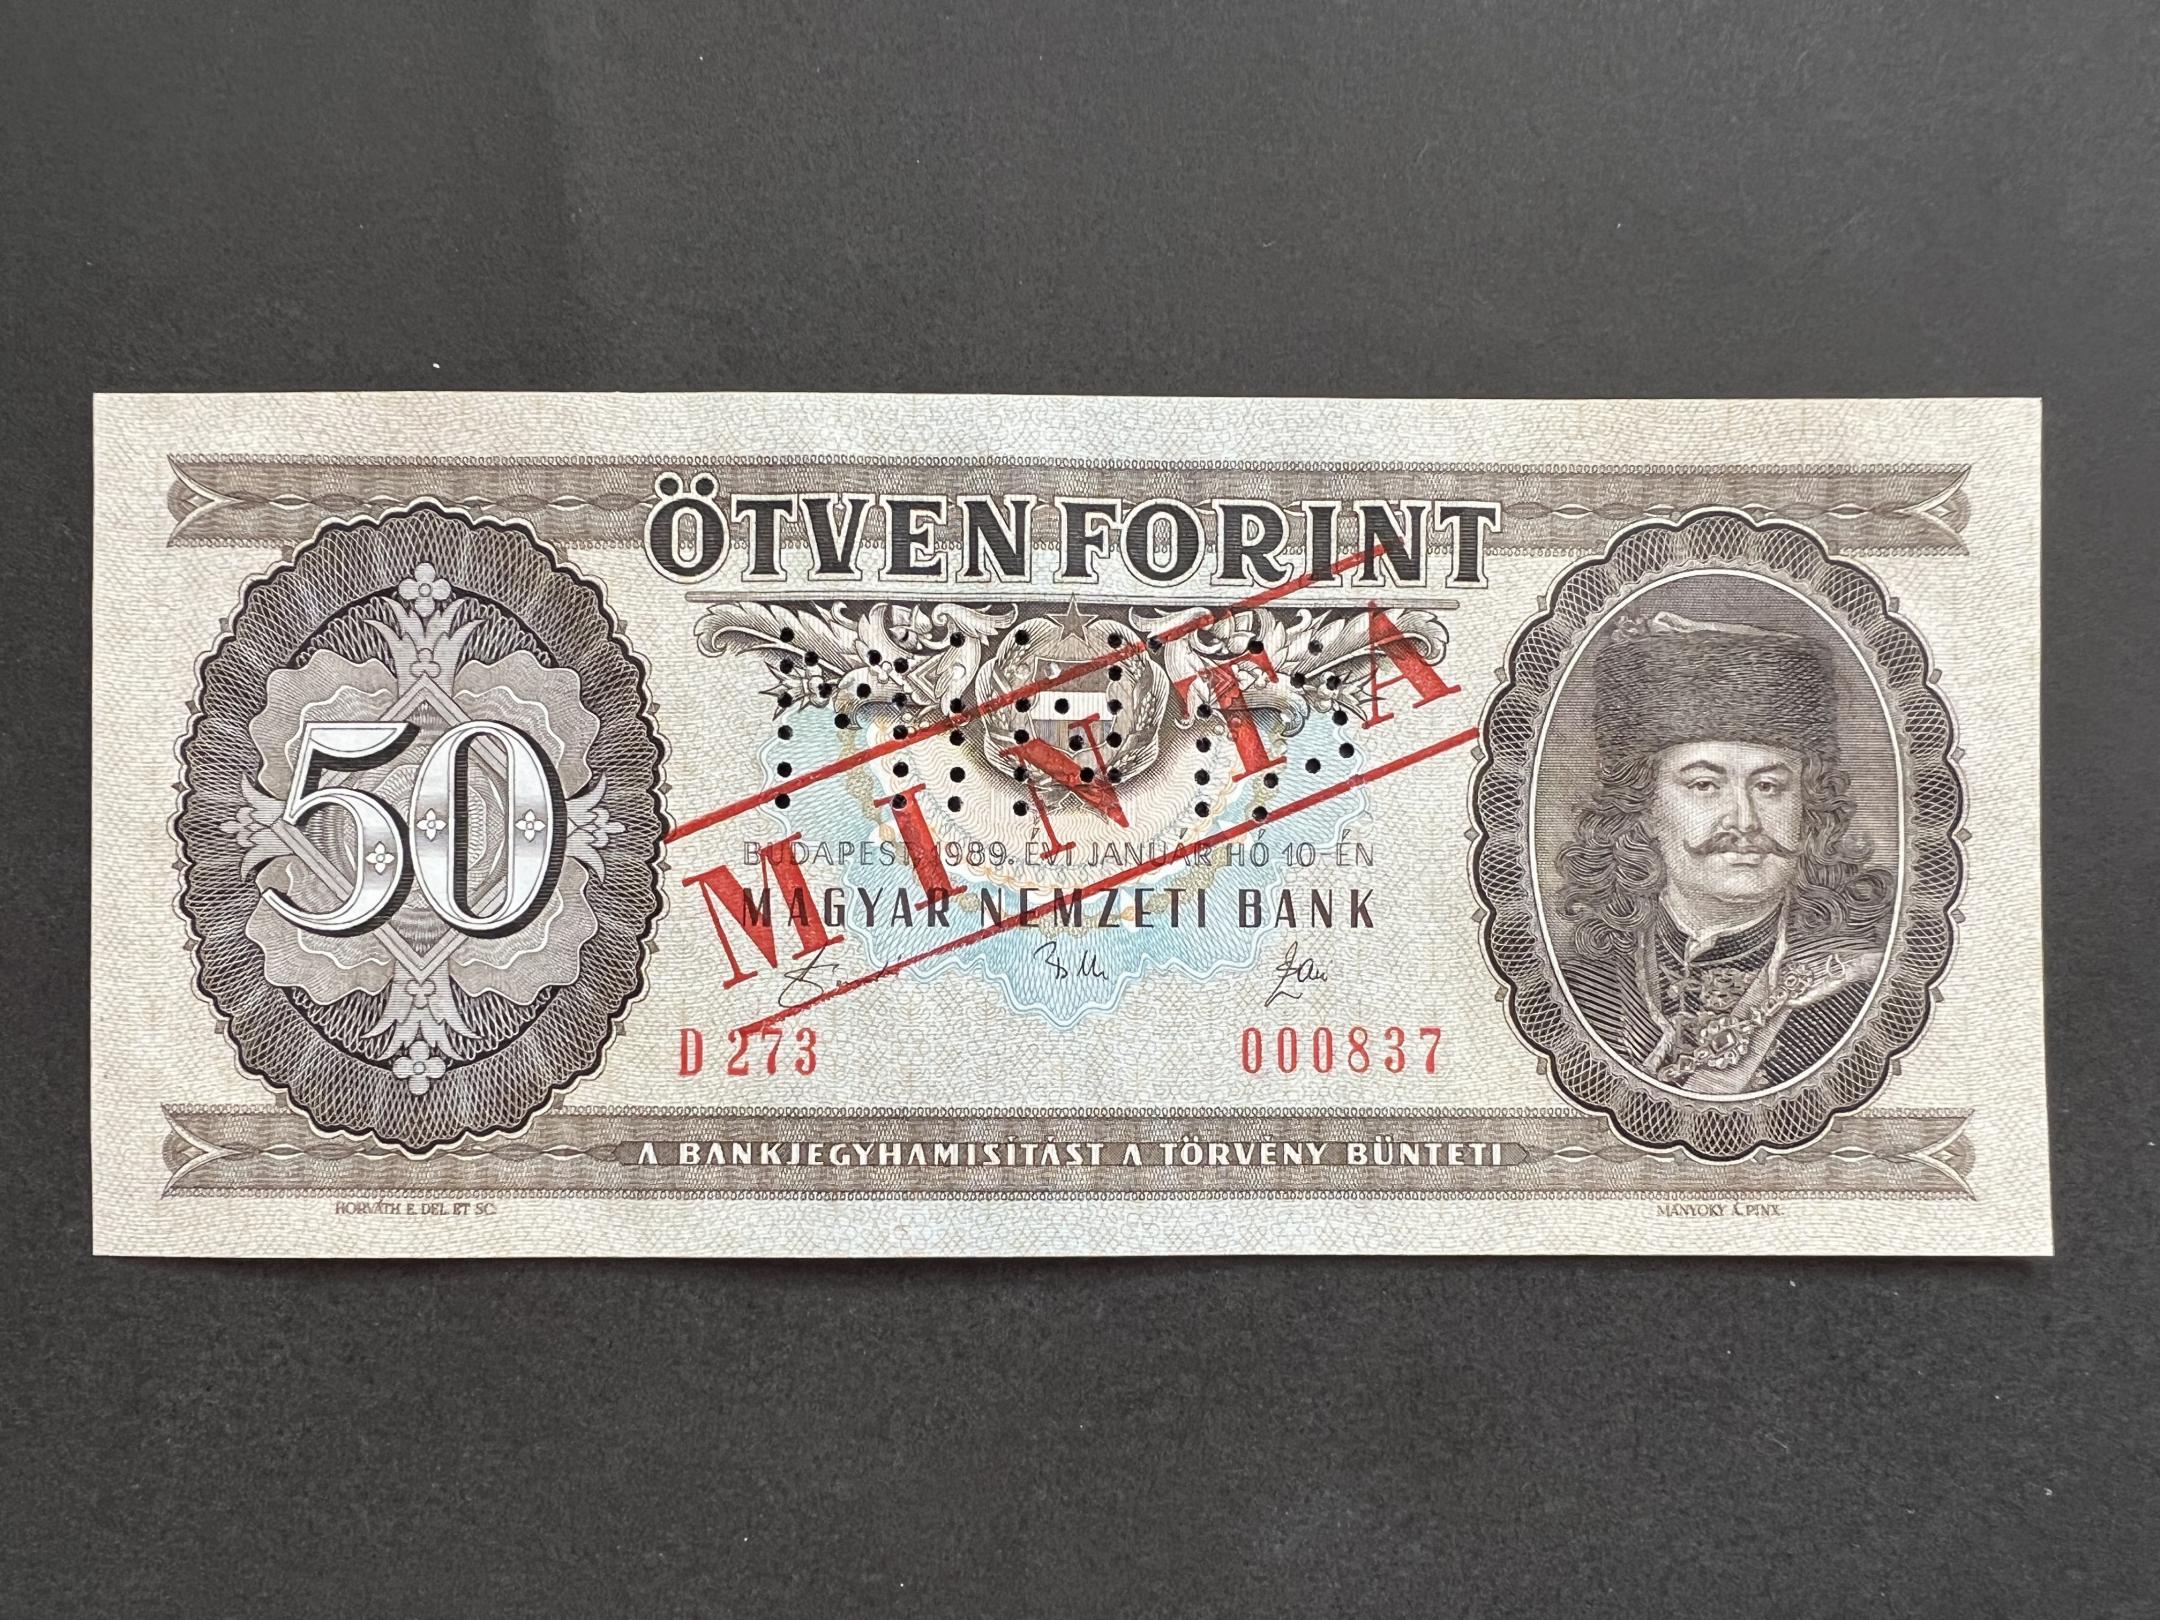 ÖTVEN FORINT
50
MINTA
MINTA
BUDAPEST, 1989. ÉVI JANUÁR HÓ 10-ÉN
MAGYAR NEMZETI BANK
D 273 000837
A BANKJEGYHAMISÍTÁST A TÖRVÉNY BÜNTETI
HORVÁTH E. DEL. ET SC. MÁNYOKY Á. PINX.